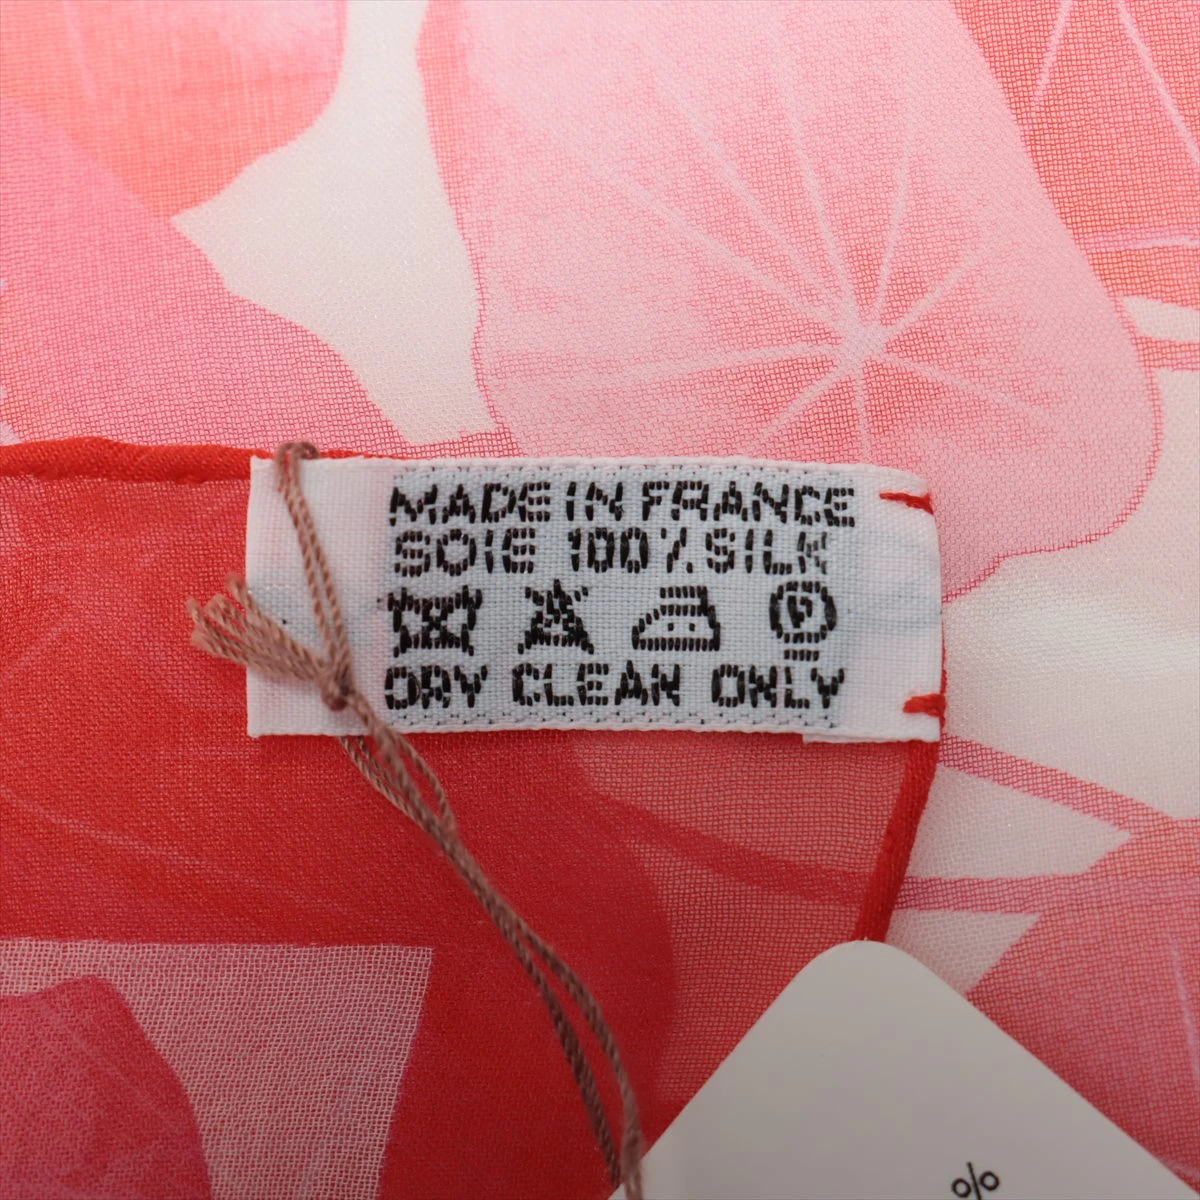 MADE IN FRANCE
SOIE 100% SILK
P
DRY CLEAN ONLY
%